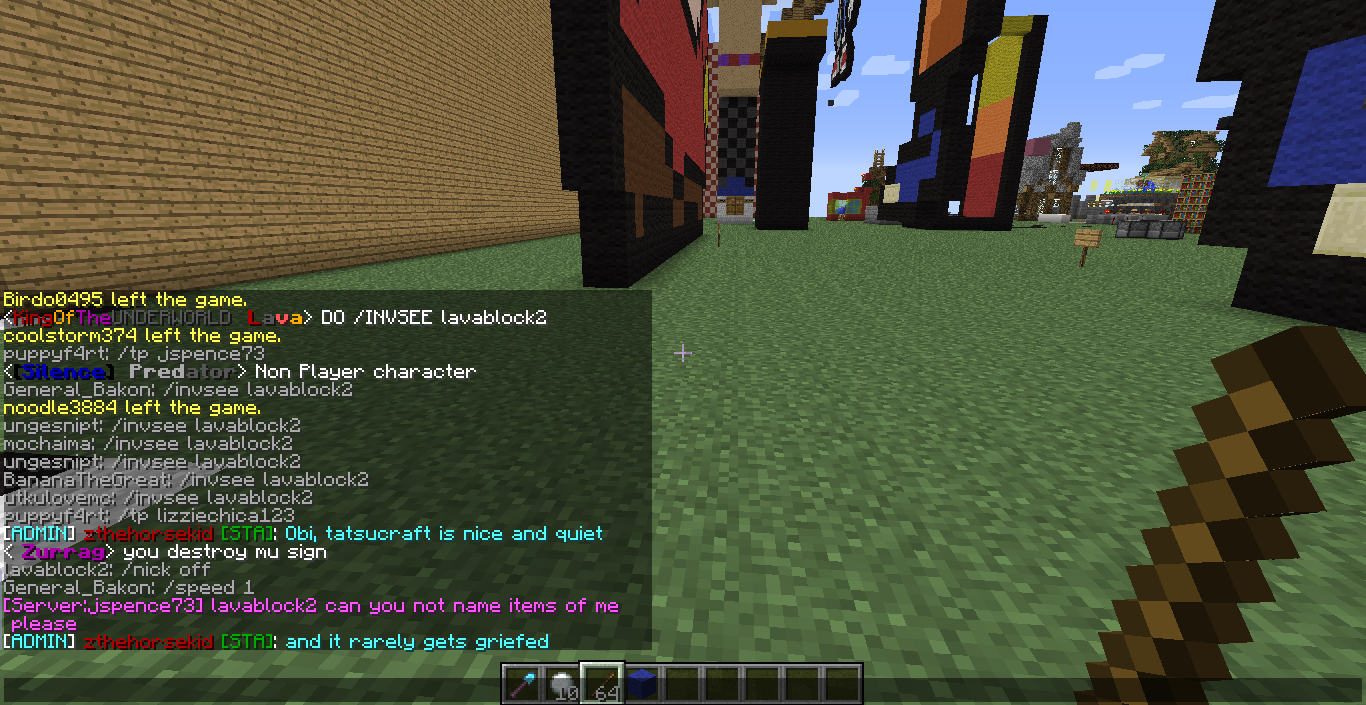 Birdo0495 left the game.
<KingOfTheUNDERWORLD Lava> DO /INVSEE lavablock2
coolstorm374 left the game.
puppyf4rt: /tp jspence73
<[Silence] Predator> Non Player character
General_Bakon: /invsee lavablock2
noodle3884 left the game.
ungesnipt: /invsee lavablock2
mochaima: /invsee lavablock2
ungesnipt: /invsee lavablock2
BananaTheGreat: /invsee lavablock2
utkulovemc: /invsee lavablock2
puppyf4rt: /tp lizziechica123
[ADMIN] zthehorsekid [STA]: Obi, tatsucraft is nice and quiet
< Zurrag> you destroy mu sign
lavablock2: /nick off
General_Bakon: /speed 1
[Server:jspence73] lavablock2 can you not name items of me
please
[ADMIN] zthehorsekid [STA]: and it rarely gets griefed
10
64